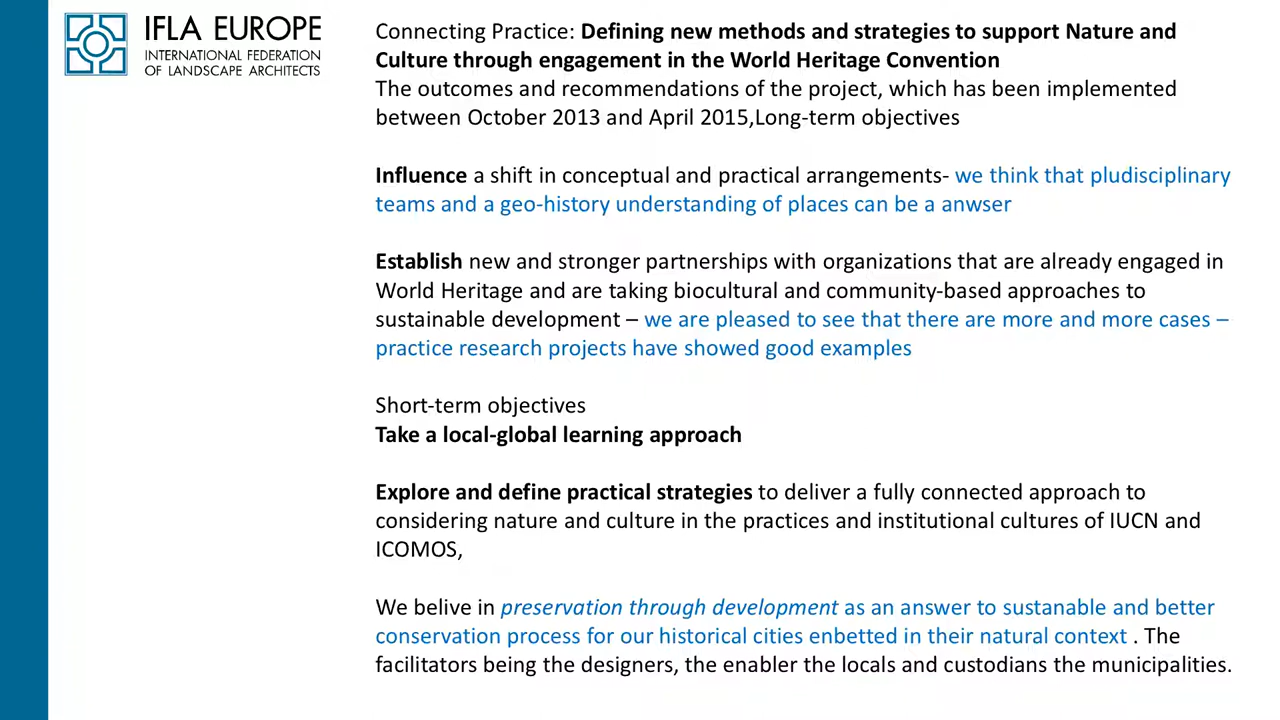 IFLA EUROPE
INTERNATIONAL FEDERATION
OF LANDSCAPE ARCHITECTS
Connecting Practice: Defining new methods and strategies to support Nature and
Culture through engagement in the World Heritage Convention
The outcomes and recommendations of the project, which has been implemented
between October 2013 and April 2015,Long-term objectives
Influence a shift in conceptual and practical arrangements- we think that pludisciplinary
teams and a geo-history understanding of places can be a anwser
Establish new and stronger partnerships with organizations that are already engaged in
World Heritage and are taking biocultural and community-based approaches to
sustainable development – we are pleased to see that there are more and more cases –
practice research projects have showed good examples
Short-term objectives
Take a local-global learning approach
Explore and define practical strategies to deliver a fully connected approach to
considering nature and culture in the practices and institutional cultures of IUCN and
ICOMOS,
We belive in preservation through development as an answer to sustanable and better
conservation process for our historical cities enbetted in their natural context . The
facilitators being the designers, the enabler the locals and custodians the municipalities.